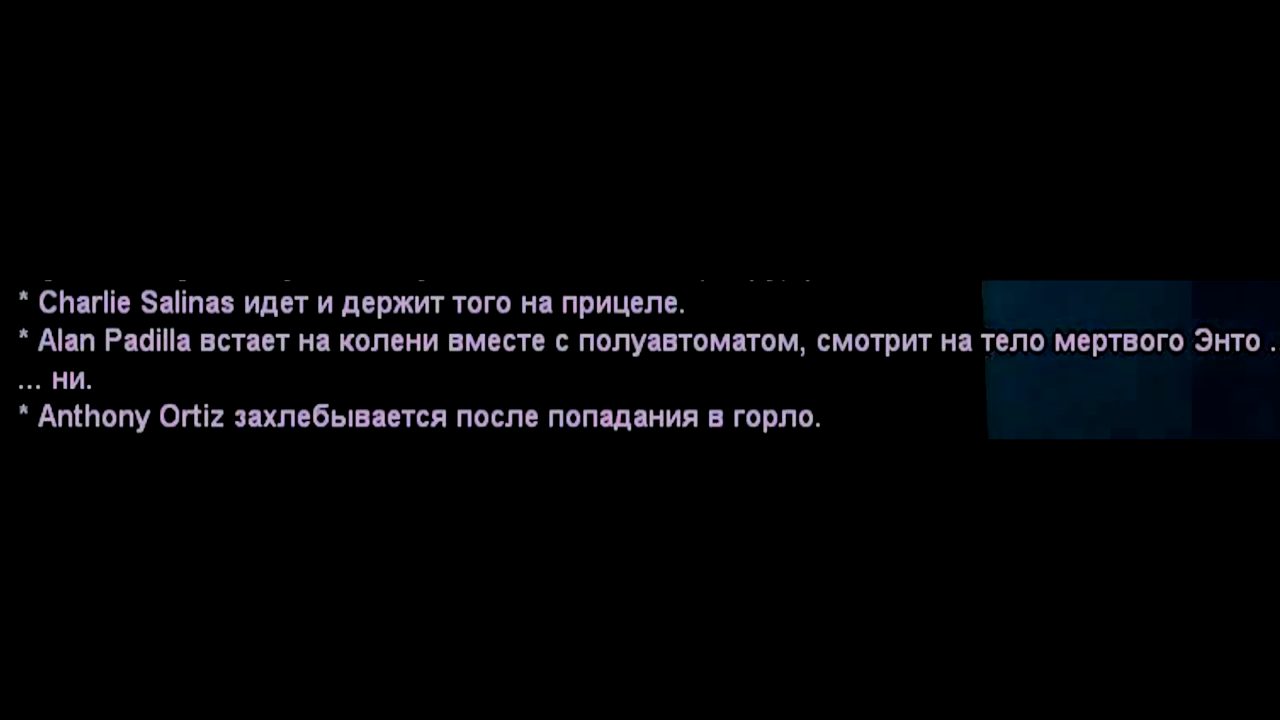 * Charlie Salinas идет и держит того на прицеле.
* Alan Padilla встает на колени вместе с полуавтоматом, смотрит на тело мертвого Энто .
... ни.
* Anthony Ortiz захлебывается после попадания в горло.